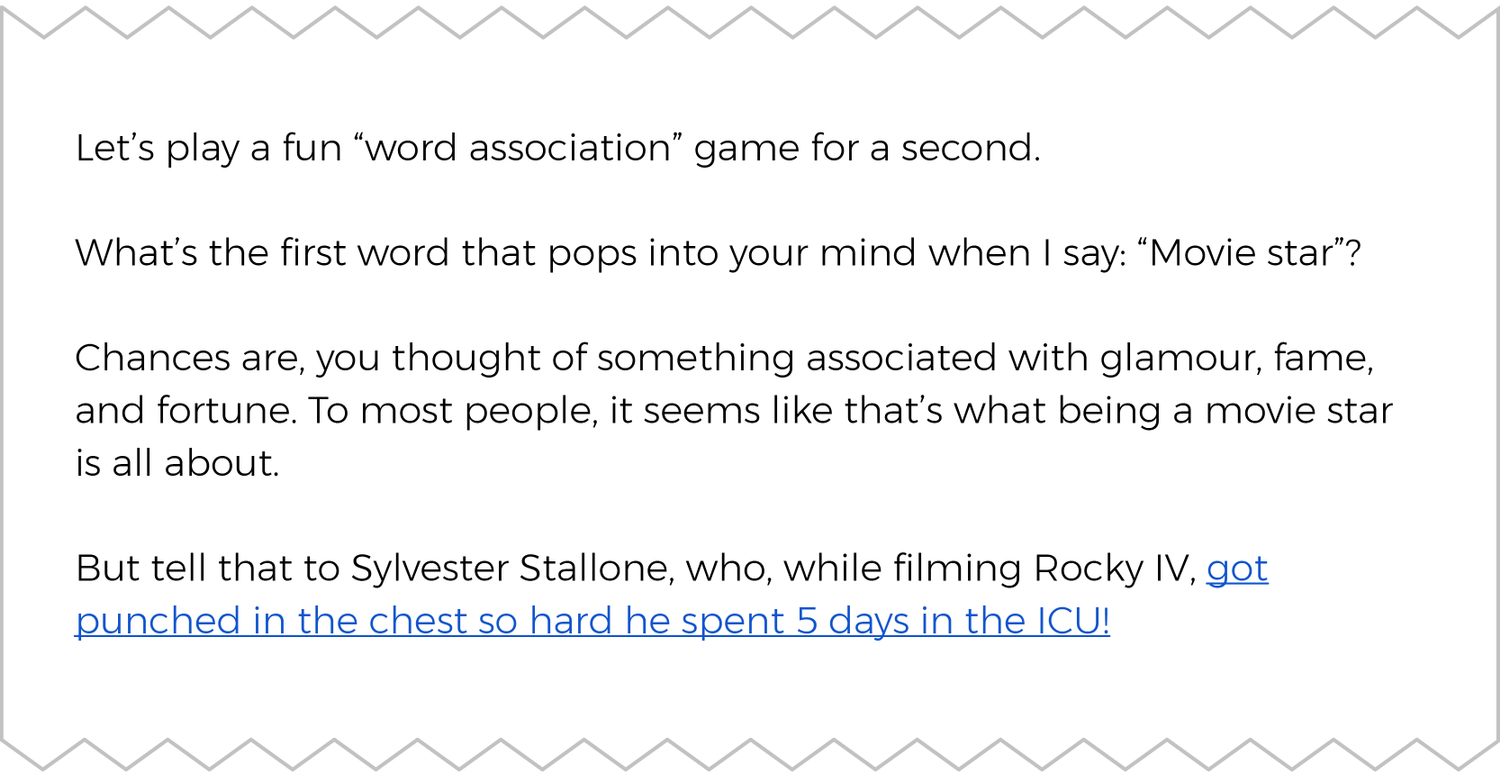 Let’s play a fun “word association” game for a second.
What’s the first word that pops into your mind when I say: “Movie star”?
Chances are, you thought of something associated with glamour, fame,
and fortune. To most people, it seems like that’s what being a movie star
is all about.
But tell that to Sylvester Stallone, who, while filming Rocky IV, got
punched in the chest so hard he spent 5 days in the ICU!